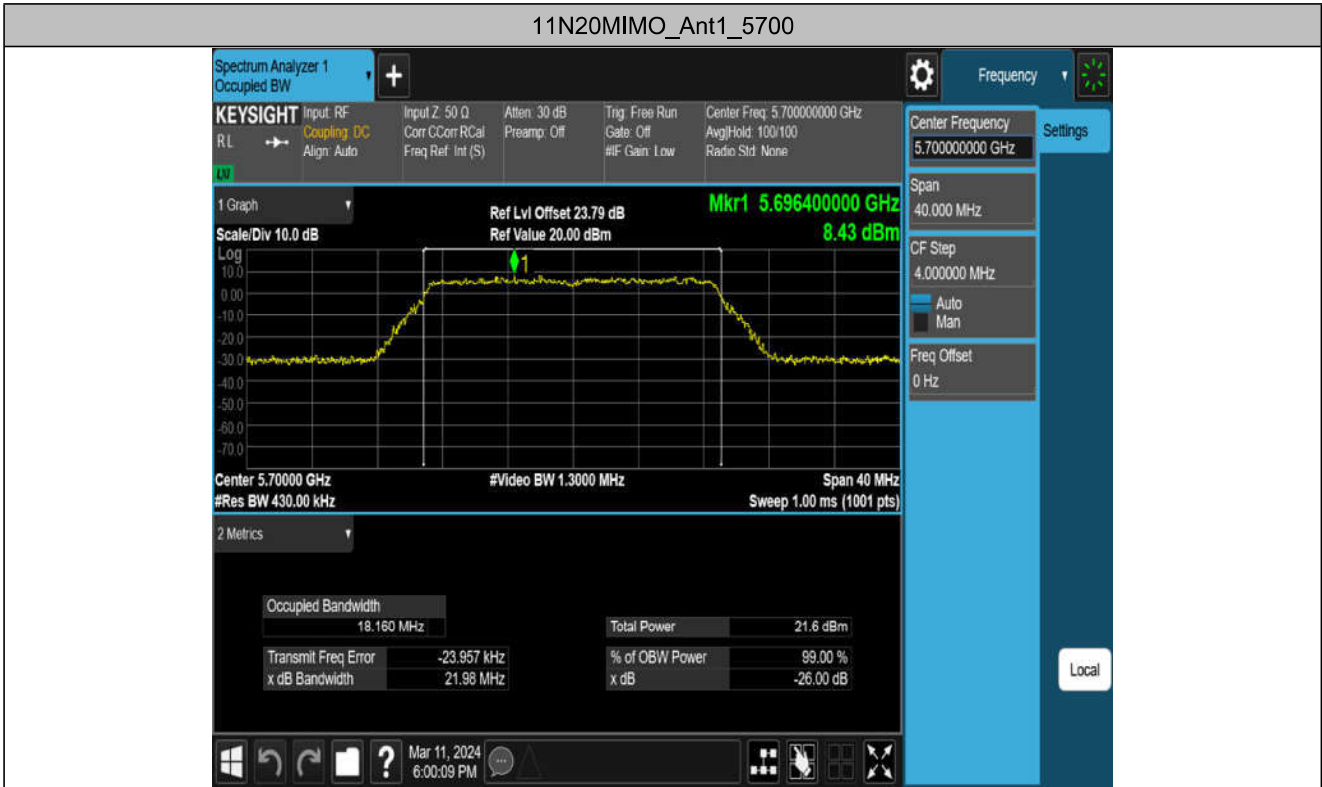 11N20MIMO_Ant1_5700
Spectrum Analyzer 1
Occupied BW
Frequency
KEYSIGHT
RL
LXI
Input: RF
Coupling: DC
Align: Auto
Input Z: 50 Ω
Corr CCorr RCal
Freq Ref: Int (S)
Atten: 30 dB
Preamp: Off
Trig: Free Run
Gate: Off
#IF Gain: Low
Center Freq: 5.700000000 GHz
Avg|Hold: 100/100
Radio Std: None
Center Frequency
5.700000000 GHz
Settings
Span
40.000 MHz
CF Step
4.000000 MHz
Auto
Man
Freq Offset
0 Hz
1 Graph
Scale/Div 10.0 dB
Ref Lvl Offset 23.79 dB
Ref Value 20.00 dBm
Mkr1 5.696400000 GHz
8.43 dBm
Log
10.0
0.00
-10.0
-20.0
-30.0
-40.0
-50.0
-60.0
-70.0
1
Center 5.70000 GHz
#Video BW 1.3000 MHz
Span 40 MHz
#Res BW 430.00 kHz
Sweep 1.00 ms (1001 pts)
2 Metrics
Occupied Bandwidth
18.160 MHz
Total Power 21.6 dBm
Transmit Freq Error -23.957 kHz
% of OBW Power 99.00 %
x dB Bandwidth 21.98 MHz
x dB -26.00 dB
Local
Mar 11, 2024
6:00:09 PM